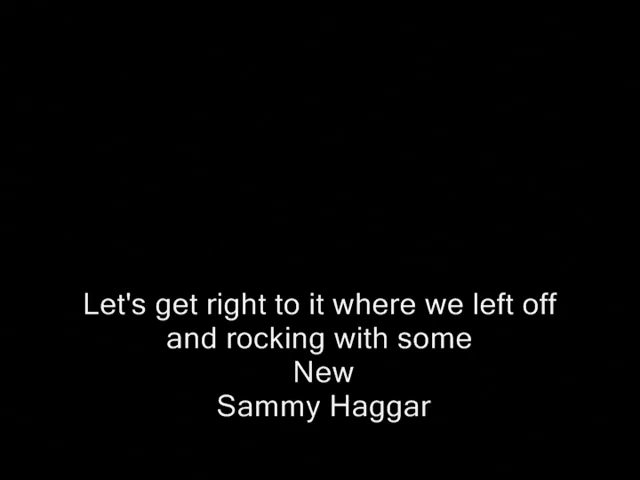 Let's get right to it where we left off
and rocking with some
New
Sammy Haggar